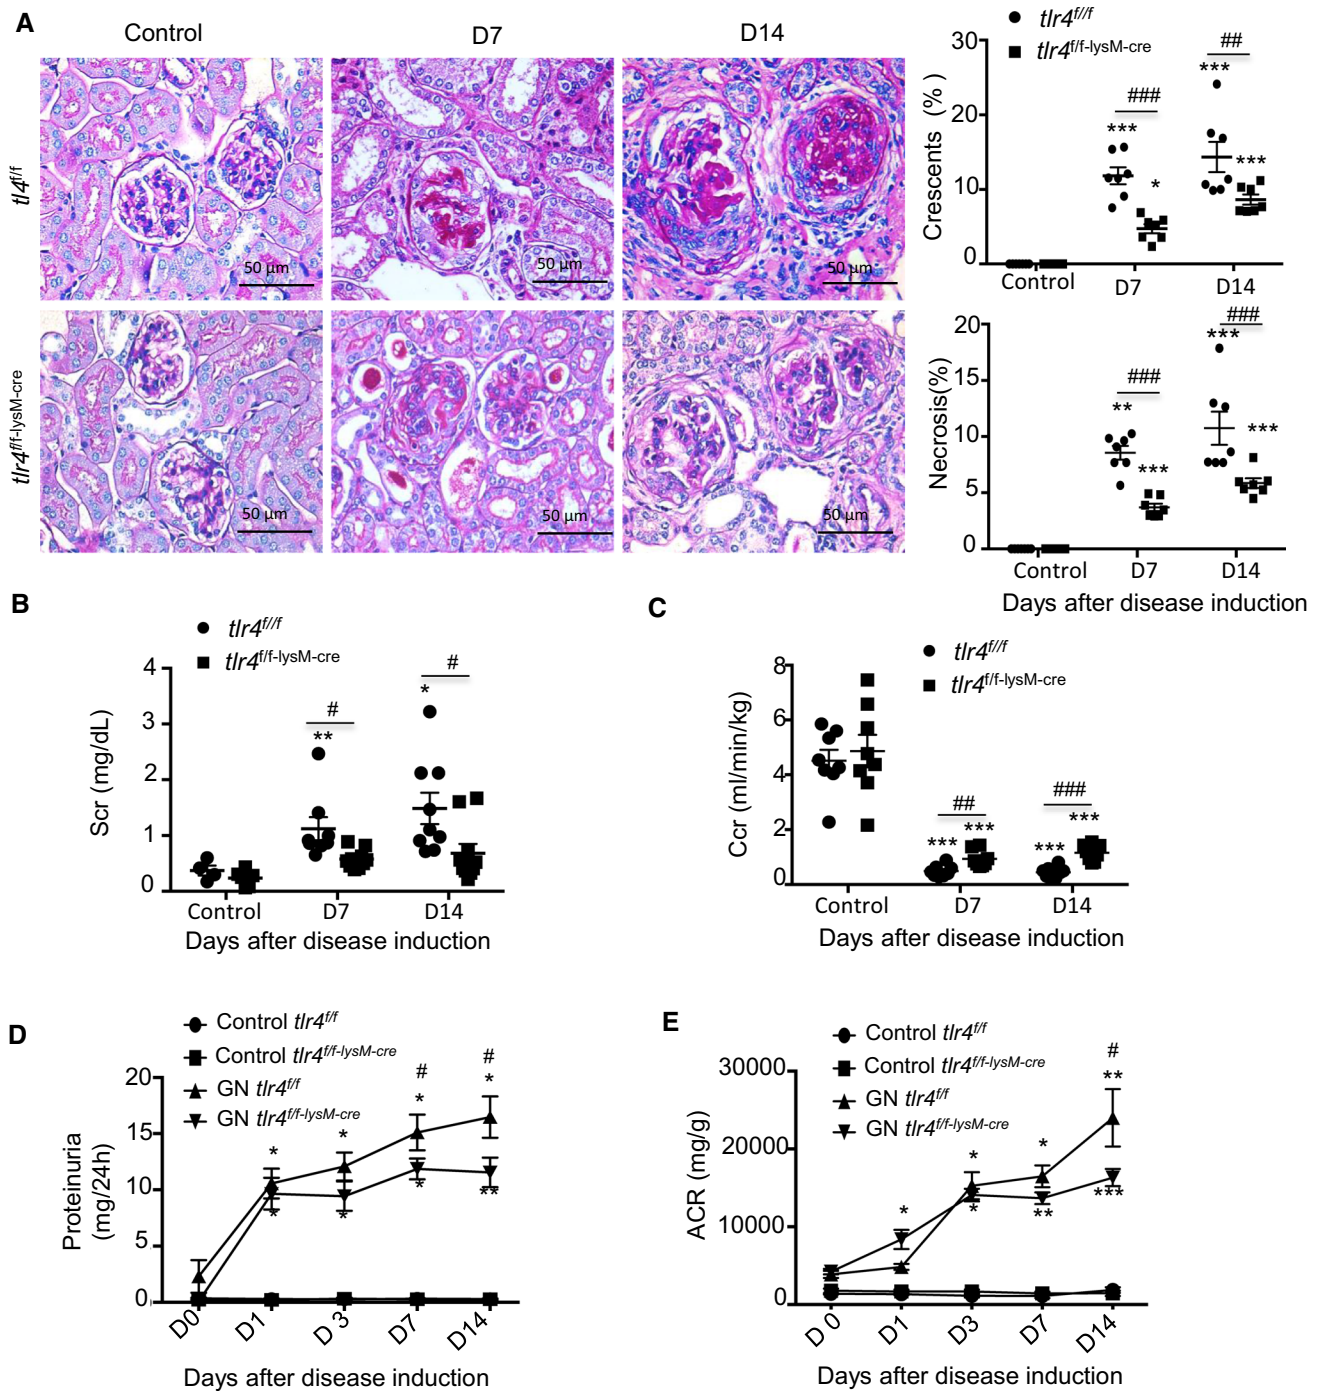 A
Control
D7
D14
tl4f/f
50 μm
50 μm
50 μm
tlr4f/f-lysM-cre
50 μm
50 μm
50 μm
tlr4f//f
tlr4f/f-lysM-cre
Crescents (%)
30
20
10
0
***
###
*
***
##
***
Control
D7
D14
Necrosis(%)
20
15
10
5
0
**
###
***
***
###
***
Control
D7
D14
Days after disease induction
B
tlr4f//f
tlr4f/f-lysM-cre
Scr (mg/dL)
4
3
2
1
0
#
**
#
*
Control
D7
D14
Days after disease induction
C
tlr4f//f
tlr4f/f-lysM-cre
Ccr (ml/min/kg)
8
6
4
2
0
##
***
***
###
***
***
Control
D7
D14
Days after disease induction
D
Control tlr4f/f
Control tlr4f/f-lysM-cre
GN tlr4f/f
GN tlr4f/f-lysM-cre
Proteinuria
(mg/24h)
20
15
10
5
0
*
*
*
*
#
*
*
#
*
**
D0
D1
D 3
D7
D14
Days after disease induction
E
Control tlr4f/f
Control tlr4f/f-lysM-cre
GN tlr4f/f
GN tlr4f/f-lysM-cre
ACR (mg/g)
30000
20000
10000
0
*
*
*
*
**
#
**
***
D 0
D1
D3
D7
D14
Days after disease induction